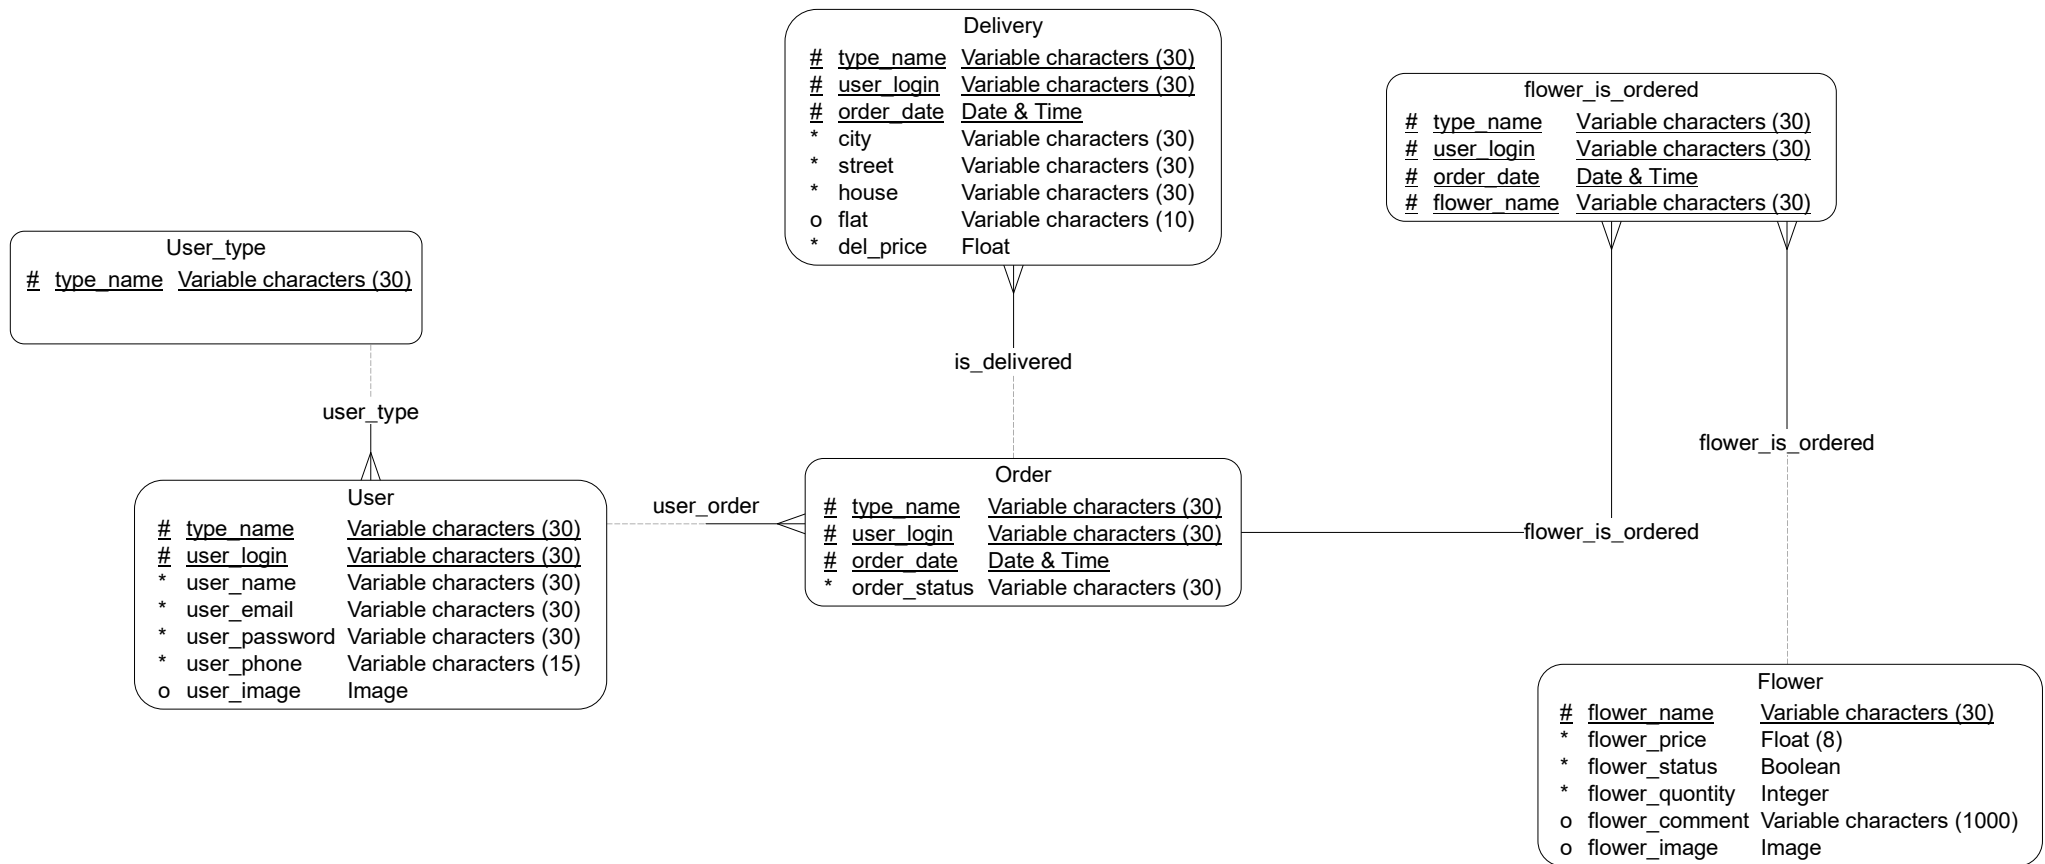 Delivery
# type_name Variable characters (30)
# user_login Variable characters (30)
# order_date Date & Time
* city Variable characters (30)
* street Variable characters (30)
* house Variable characters (30)
o flat Variable characters (10)
* del_price Float
flower_is_ordered
# type_name Variable characters (30)
# user_login Variable characters (30)
# order_date Date & Time
# flower_name Variable characters (30)
User_type
# type_name Variable characters (30)
is_delivered
user_type
flower_is_ordered
User
# type_name Variable characters (30)
# user_login Variable characters (30)
* user_name Variable characters (30)
* user_email Variable characters (30)
* user_password Variable characters (30)
* user_phone Variable characters (15)
o user_image Image
user_order
Order
# type_name Variable characters (30)
# user_login Variable characters (30)
# order_date Date & Time
* order_status Variable characters (30)
flower_is_ordered
Flower
# flower_name Variable characters (30)
* flower_price Float (8)
* flower_status Boolean
* flower_quontity Integer
o flower_comment Variable characters (1000)
o flower_image Image